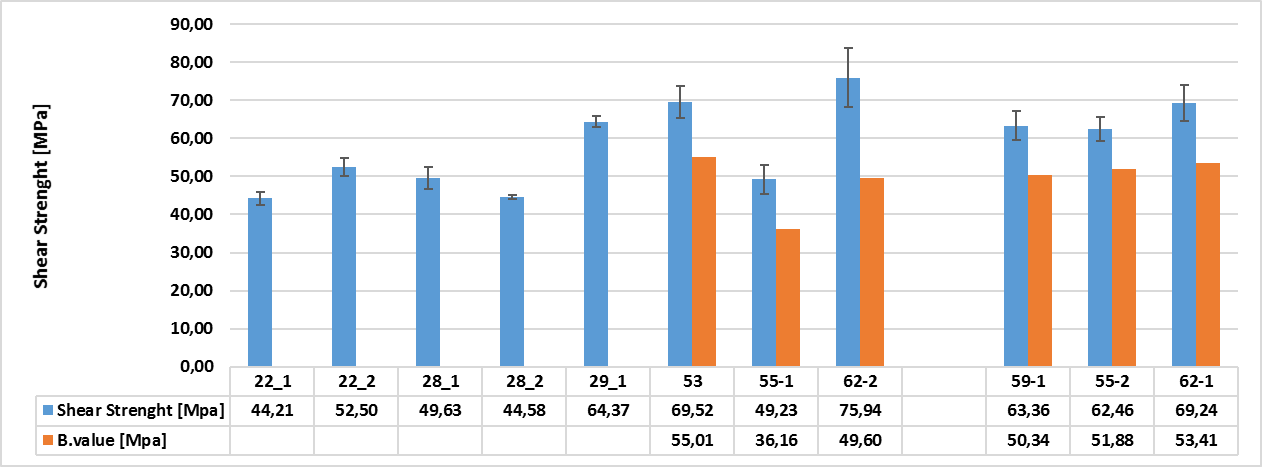 90,00
80,00
70,00
60,00
50,00
40,00
30,00
20,00
10,00
0,00
Shear Strenght [MPa]
22_1 22_2 28_1 28_2 29_1 53 55-1 62-2 59-1 55-2 62-1
Shear Strenght [Mpa] 44,21 52,50 49,63 44,58 64,37 69,52 49,23 75,94 63,36 62,46 69,24
B.value [Mpa] 55,01 36,16 49,60 50,34 51,88 53,41